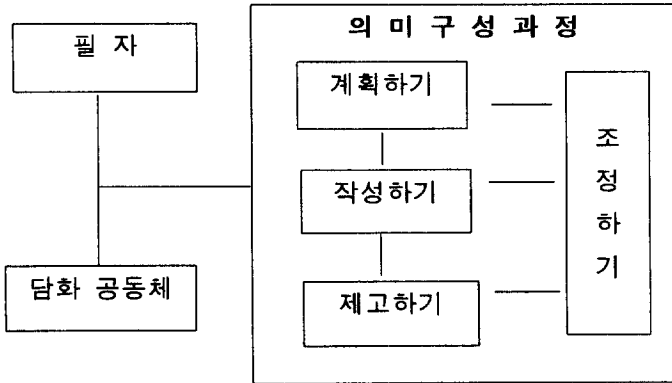 필 자
담화 공동체
의 미 구 성 과 정
계획하기
작성하기
제고하기
조
정
하
기